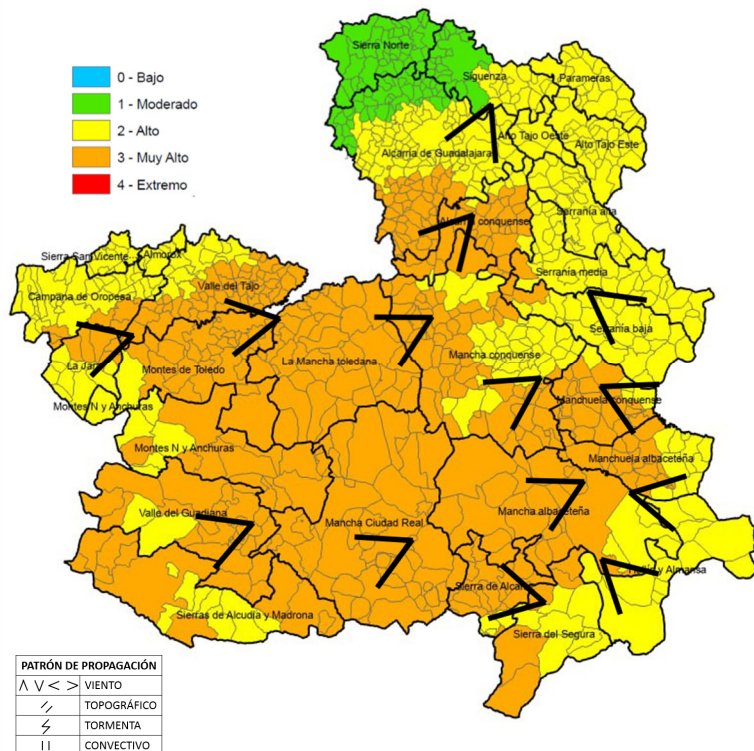 Sierra Norte
0 - Bajo
1 - Moderado
2 - Alto
3 - Muy Alto
4 - Extremo
Siguenza
Parameras
Alto Tajo Oeste
Alcarria de Guadalajara
Alto Tajo Este
Serranía alta
conquense
Sierra San Vicente
Almorox
Serranía media
Campana de Oropesa
Valle del Tajo
Serranía baja
La Mancha toledana
Mancha conquense
La Jara
Montes de Toledo
Manchuela conquense
Montes N y Anchuras
Montes N y Anchuras
Manchuela albaceteña
Valle del Guadiana
Mancha albaceteña
Mancha Ciudad Real
y Almansa
Sierra de Alcaraz
Sierras de Alcudia y Madrona
Sierra del Segura
PATRÓN DE PROPAGACIÓN
VIENTO
TOPOGRÁFICO
TORMENTA
CONVECTIVO